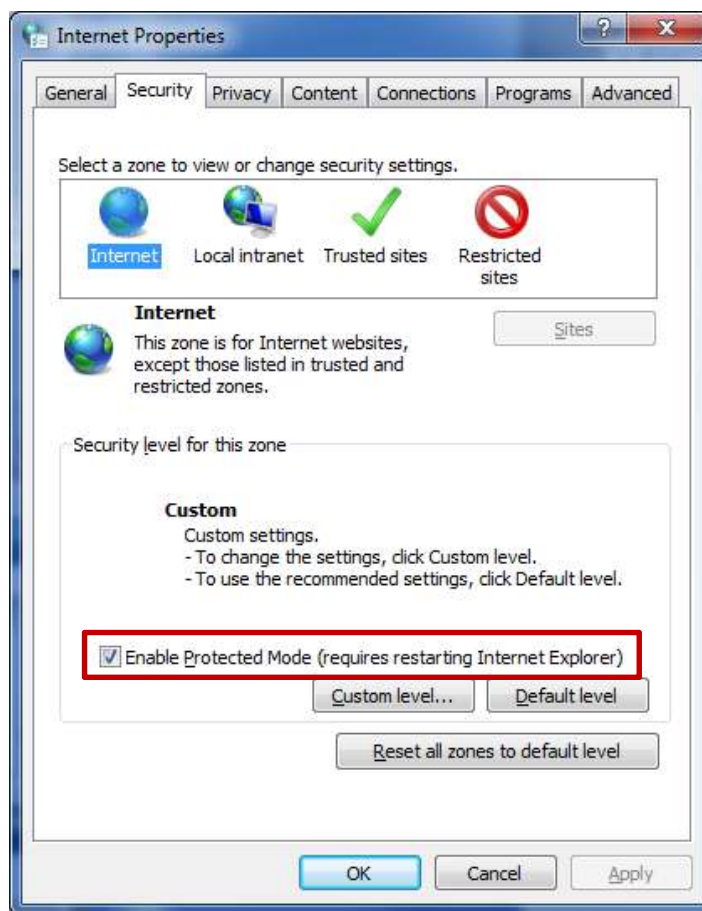 Internet Properties
General Security Privacy Content Connections Programs Advanced
Select a zone to view or change security settings.
Internet Local intranet Trusted sites Restricted
sites
Internet
This zone is for Internet websites,
except those listed in trusted and
restricted zones.
Sites
Security level for this zone
Custom
Custom settings.
- To change the settings, click Custom level.
- To use the recommended settings, click Default level.
Enable Protected Mode (requires restarting Internet Explorer)
Custom level... Default level
Reset all zones to default level
OK Cancel Apply